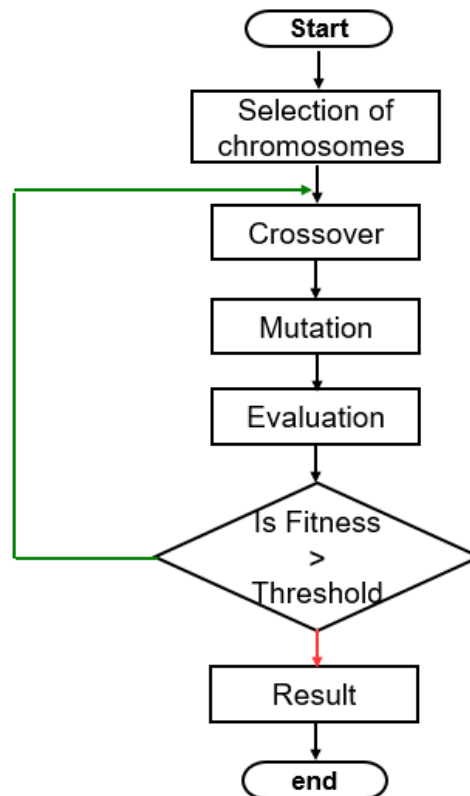 Start
Selection of
chromosomes
Crossover
Mutation
Evaluation
Is Fitness
>
Threshold
Result
end